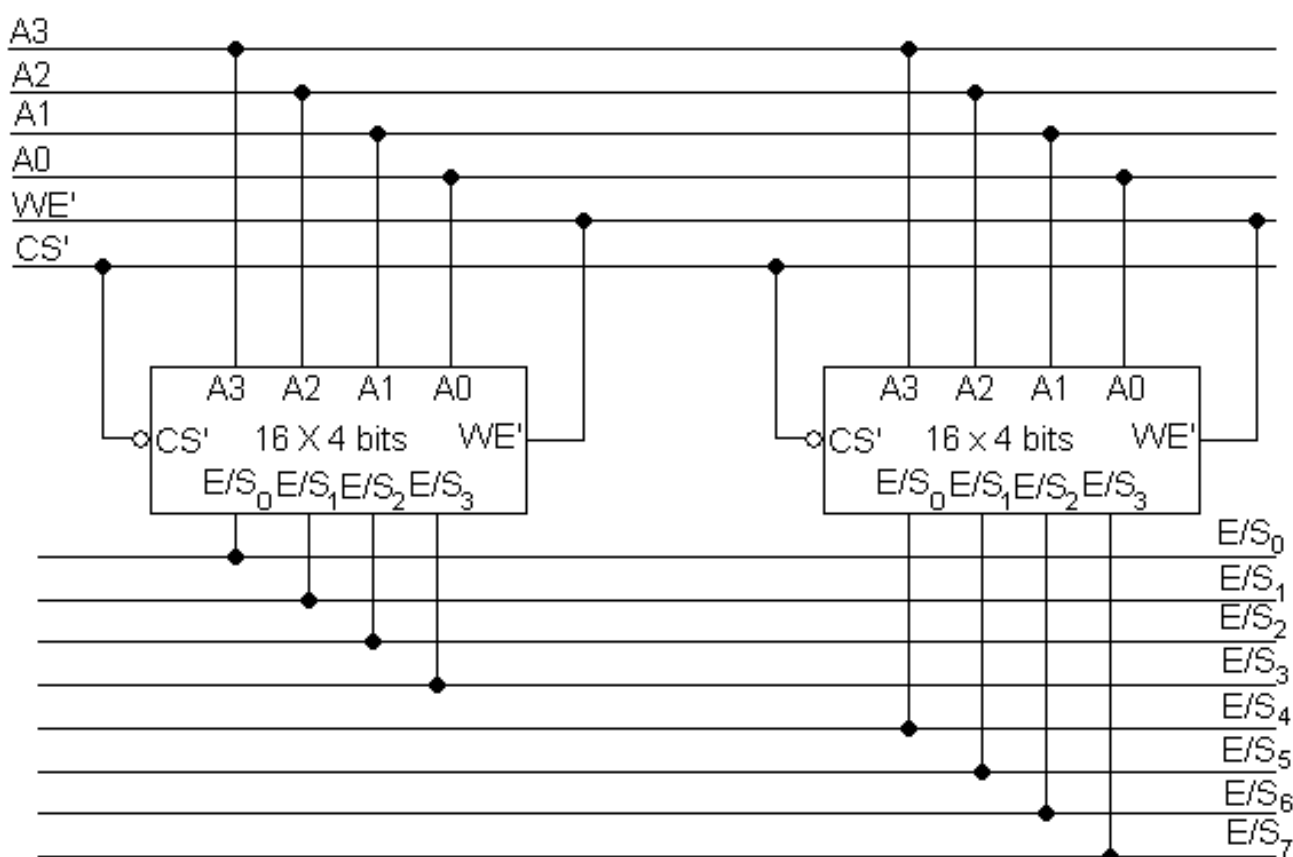 A3
A2
A1
A0
WE'
CS'
A3 A2 A1 A0
CS' 16 X 4 bits WE'
E/S0 E/S1 E/S2 E/S3
A3 A2 A1 A0
CS' 16 x 4 bits WE'
E/S0 E/S1 E/S2 E/S3
E/S0
E/S1
E/S2
E/S3
E/S4
E/S5
E/S6
E/S7